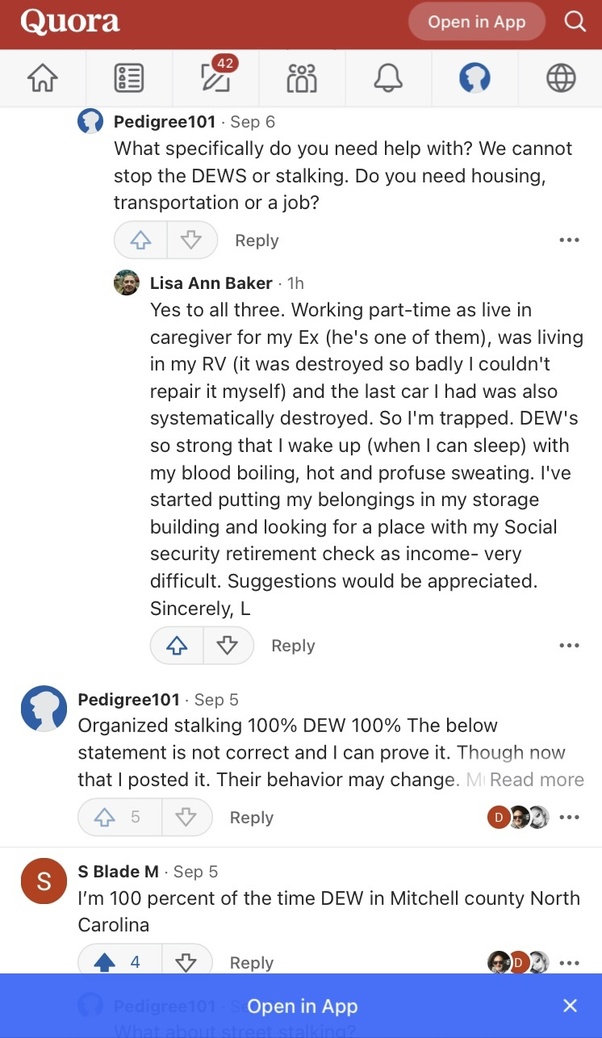 Quora
Open in App
42
Pedigree101 · Sep 6
What specifically do you need help with? We cannot
stop the DEWS or stalking. Do you need housing,
transportation or a job?
Reply
Lisa Ann Baker · 1h
Yes to all three. Working part-time as live in
caregiver for my Ex (he's one of them), was living
in my RV (it was destroyed so badly I couldn't
repair it myself) and the last car I had was also
systematically destroyed. So I'm trapped. DEW's
so strong that I wake up (when I can sleep) with
my blood boiling, hot and profuse sweating. I've
started putting my belongings in my storage
building and looking for a place with my Social
security retirement check as income- very
difficult. Suggestions would be appreciated.
Sincerely, L
Reply
Pedigree101 · Sep 5
Organized stalking 100% DEW 100% The below
statement is not correct and I can prove it. Though now
that I posted it. Their behavior may change. Read more
5 Reply D
S
S Blade M · Sep 5
I'm 100 percent of the time DEW in Mitchell county North
Carolina
4 Reply D
Pedigree101 ·
Open in App
What about street stalking?